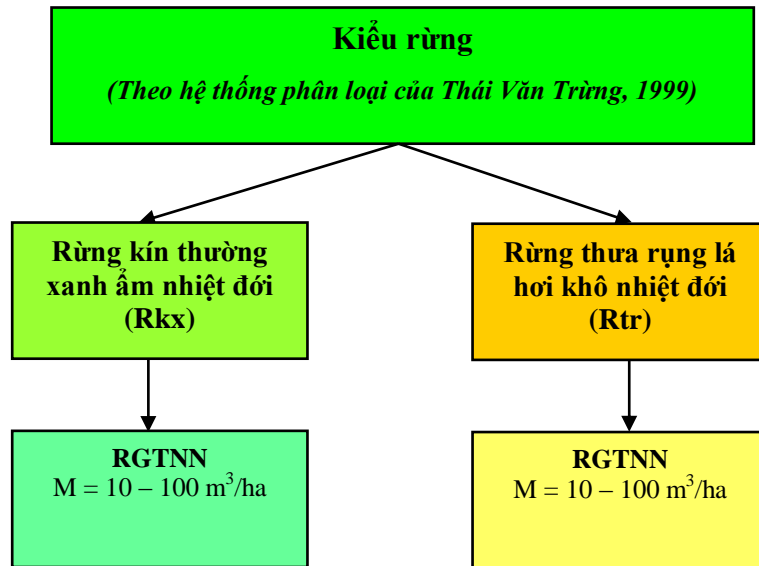 Kiểu rừng
(Theo hệ thống phân loại của Thái Văn Trừng, 1999)
Rừng kín thường
xanh ẩm nhiệt đới
(Rkx)
Rừng thưa rụng lá
hơi khô nhiệt đới
(Rtr)
RGTNN
M = 10 – 100 m³/ha
RGTNN
M = 10 – 100 m³/ha